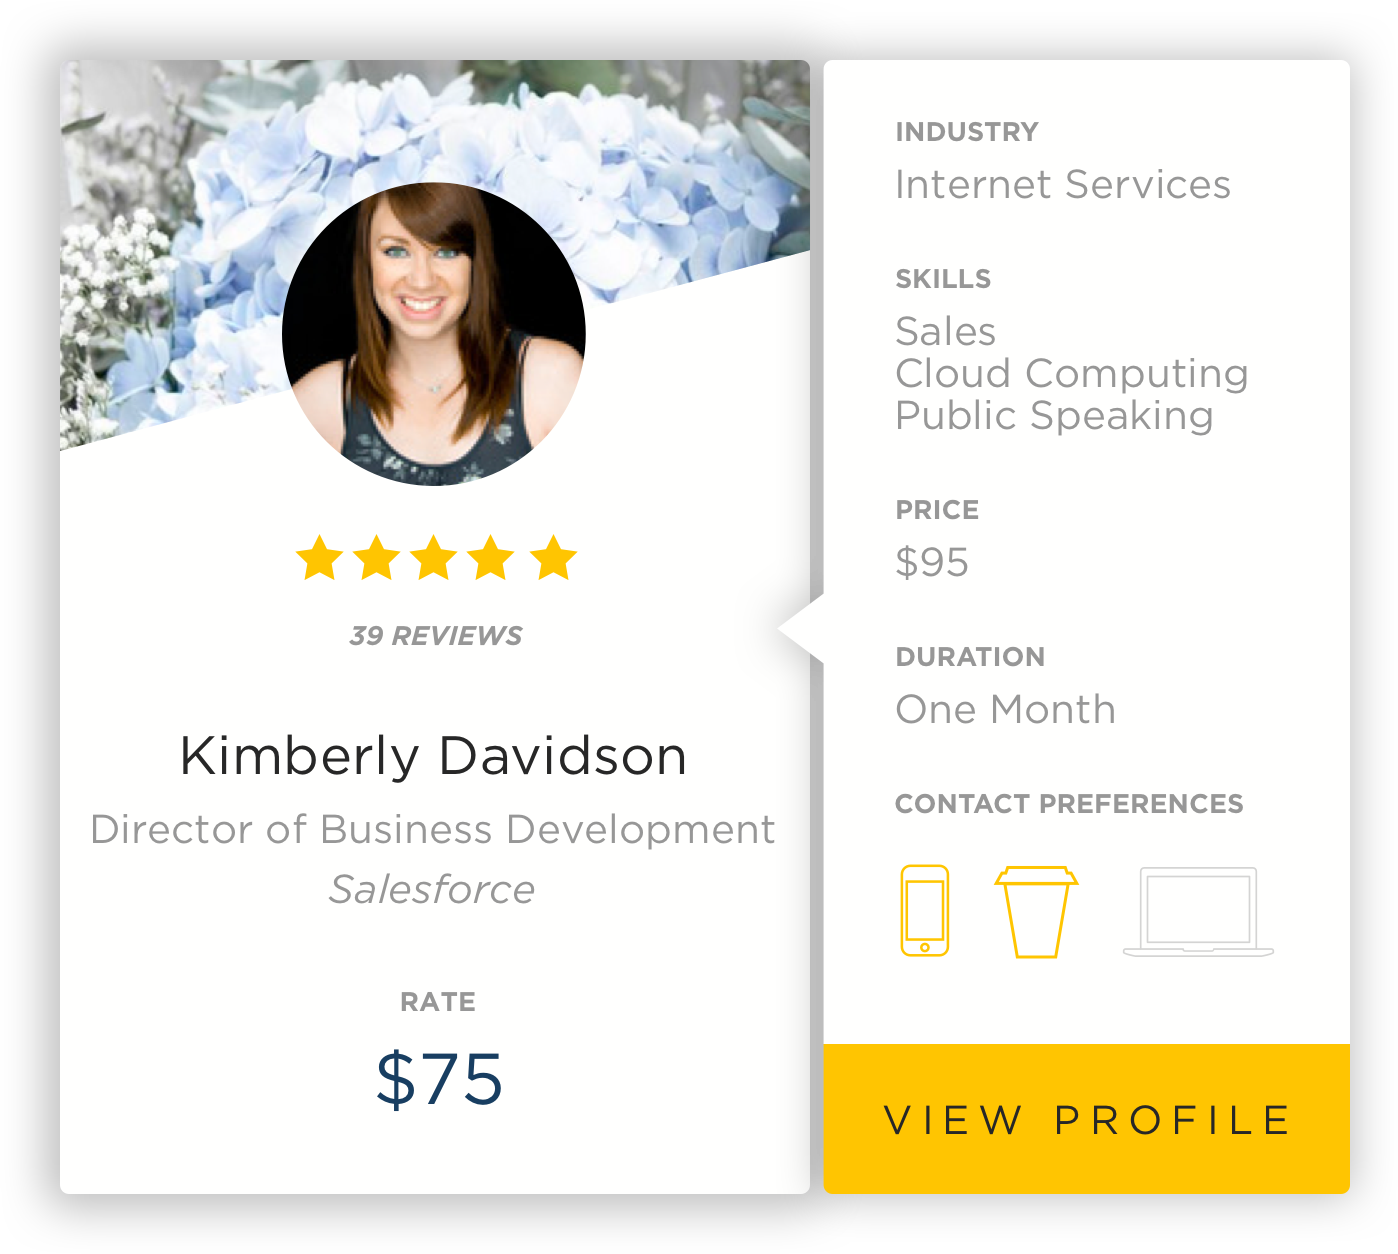 39 REVIEWS
Kimberly Davidson
Director of Business Development
Salesforce
RATE
$75
INDUSTRY
Internet Services
SKILLS
Sales
Cloud Computing
Public Speaking
PRICE
$95
DURATION
One Month
CONTACT PREFERENCES
VIEW PROFILE